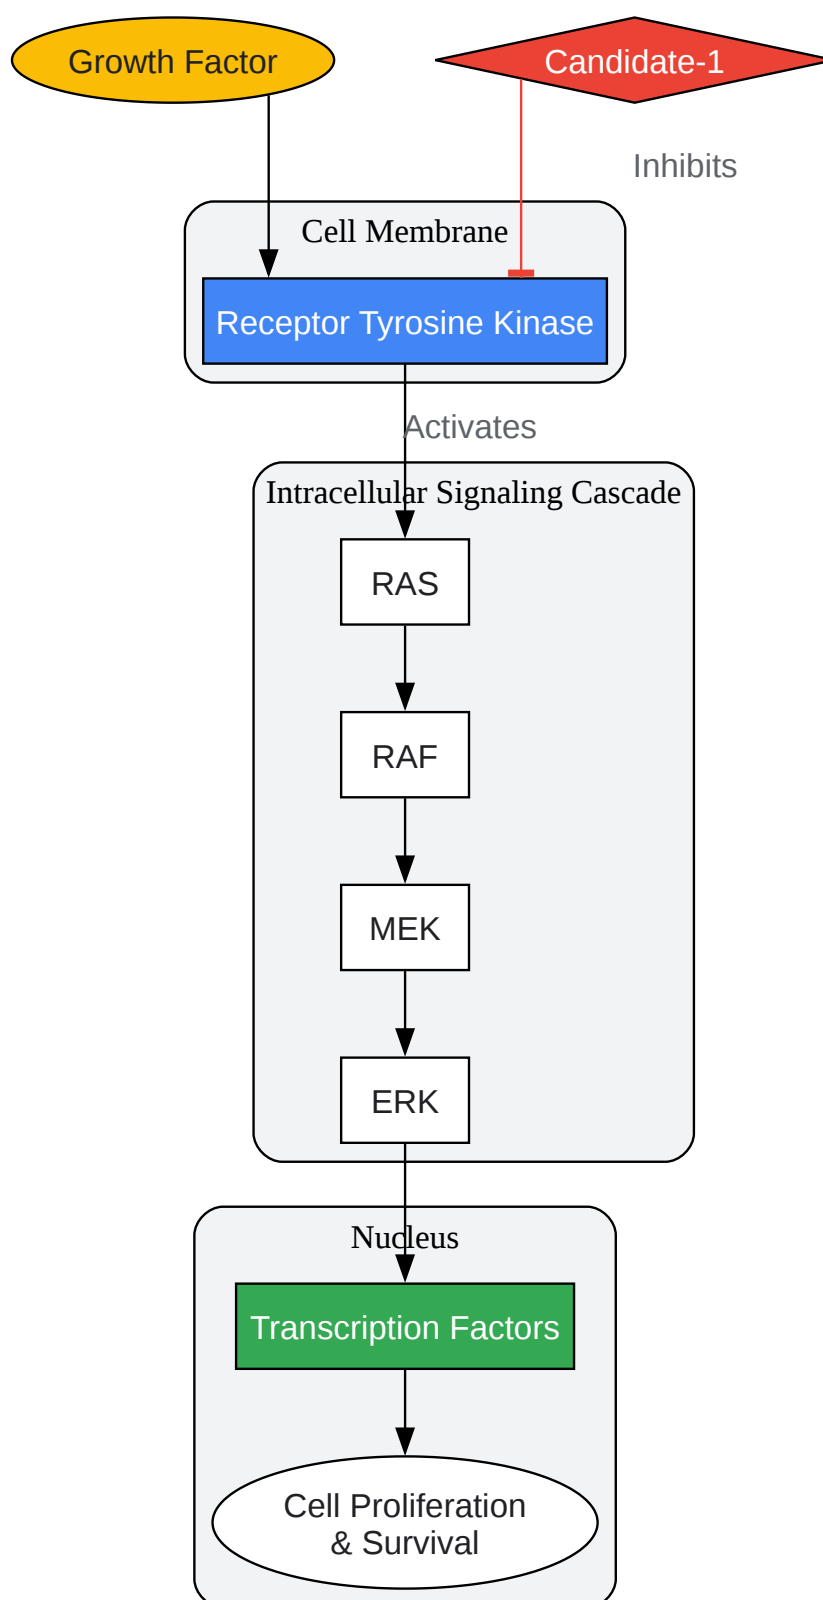 Growth Factor
Candidate-1
Inhibits
Cell Membrane
Receptor Tyrosine Kinase
Activates
Intracellular Signaling Cascade
RAS
RAF
MEK
ERK
Nucleus
Transcription Factors
Cell Proliferation
& Survival